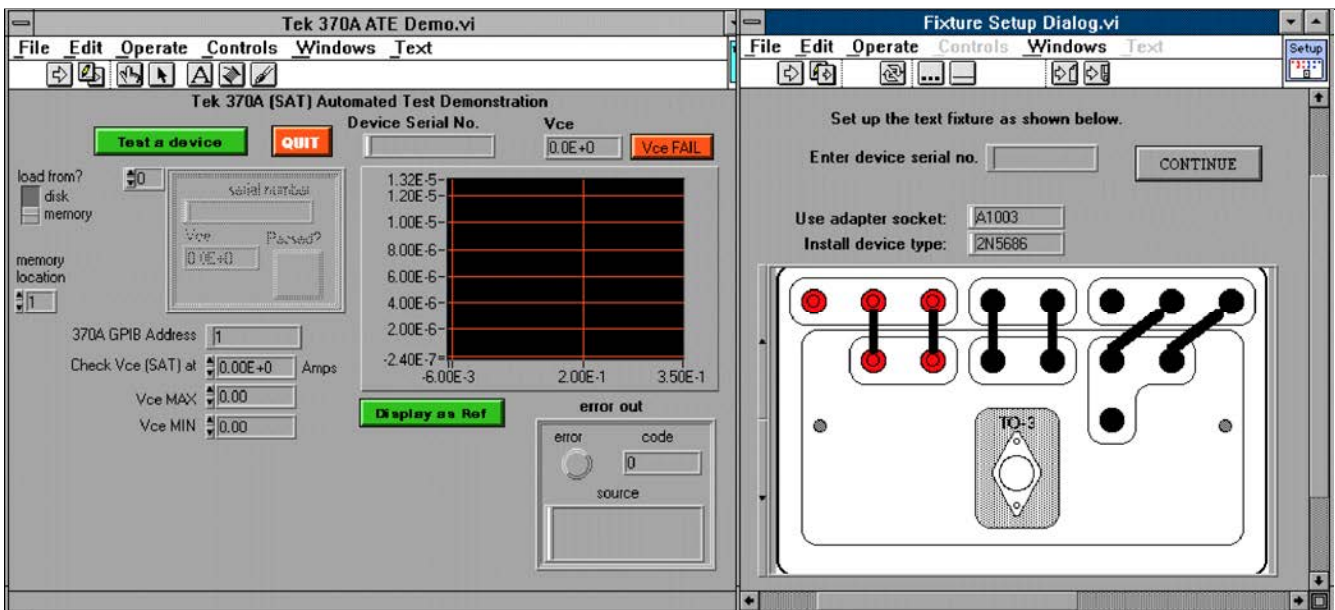 Tek 370A ATE Demo.vi
File Edit Operate Controls Windows Text
Tek 370A (SAT) Automated Test Demonstration
Test a device
QUIT
Device Serial No.
Vce
0.0E+0
Vce FAIL
load from?
disk
memory
0
serial number
Vce
Passed?
0.0E+0
memory
location
1
370A GPIB Address 1
Check Vce (SAT) at 0.00E+0 Amps
Vce MAX 0.00
Vce MIN 0.00
1.32E-5
1.20E-5
1.00E-5
8.00E-6
6.00E-6
4.00E-6
2.00E-6
-2.40E-7
-6.00E-3 2.00E-1 3.50E-1
Display as Ref
error out
error code
0
source
Fixture Setup Dialog.vi
File Edit Operate Controls Windows Text
Setup
Set up the text fixture as shown below.
Enter device serial no.
CONTINUE
Use adapter socket: A1003
Install device type: 2N5686
TO-3